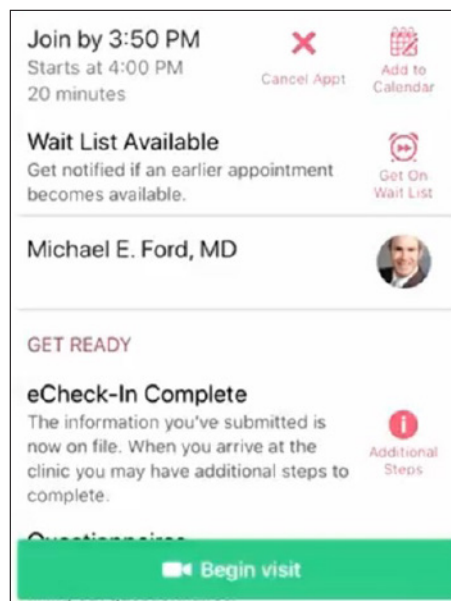 Join by 3:50 PM
Starts at 4:00 PM
20 minutes
Cancel Appt
Add to
Calendar
Wait List Available
Get notified if an earlier appointment
becomes available.
Get On
Wait List
Michael E. Ford, MD
GET READY
eCheck-In Complete
The information you've submitted is
now on file. When you arrive at the
clinic you may have additional steps to
complete.
Additional
Steps
Questionnaires
Begin visit